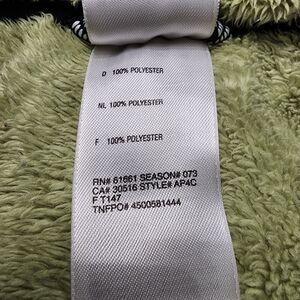 D 100% POLYESTER
NL 100% POLYESTER
F 100% POLYESTER
RN# 61661 SEASON# 073
CA# 30516 STYLE# AP4C
F T147
TNFPO# 4500581444